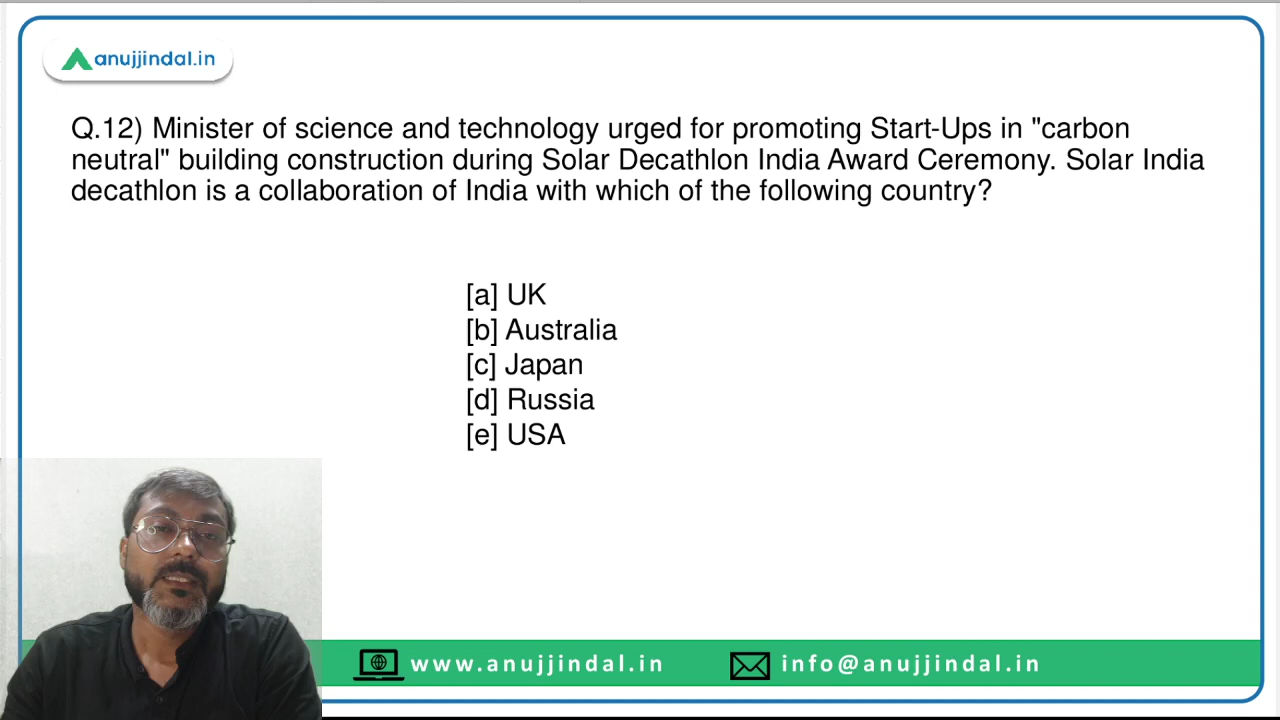 anujjindal.in
Q.12) Minister of science and technology urged for promoting Start-Ups in "carbon
neutral" building construction during Solar Decathlon India Award Ceremony. Solar India
decathlon is a collaboration of India with which of the following country?
[a] UK
[b] Australia
[c] Japan
[d] Russia
[e] USA
www.anujjindal.in
info@anujjindal.in